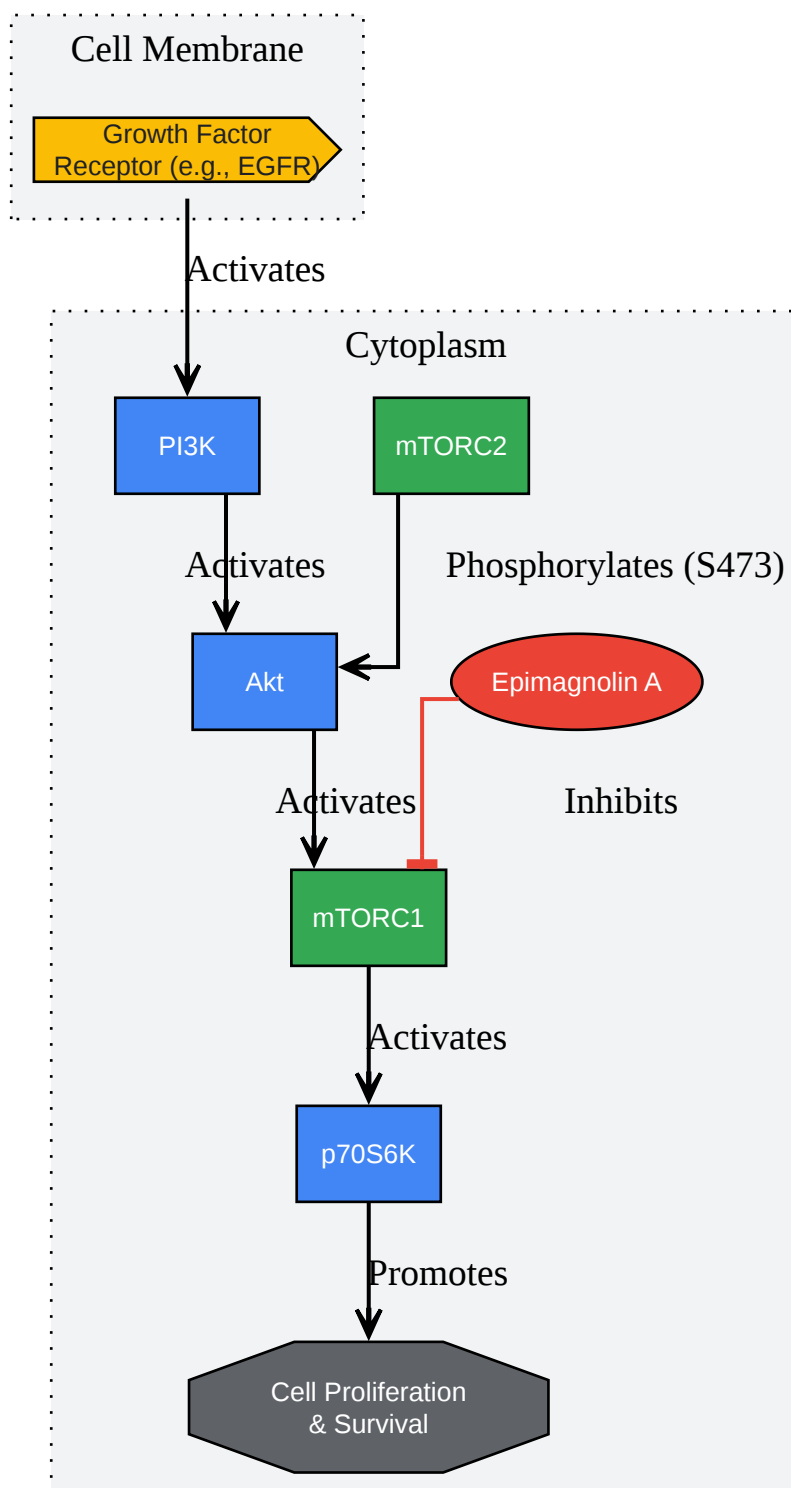 Cell Membrane
Growth Factor
Receptor (e.g., EGFR)
Activates
Cytoplasm
PI3K
mTORC2
Activates
Phosphorylates (S473)
Akt
Epimagnolin A
Activates
Inhibits
mTORC1
Activates
p70S6K
Promotes
Cell Proliferation
& Survival